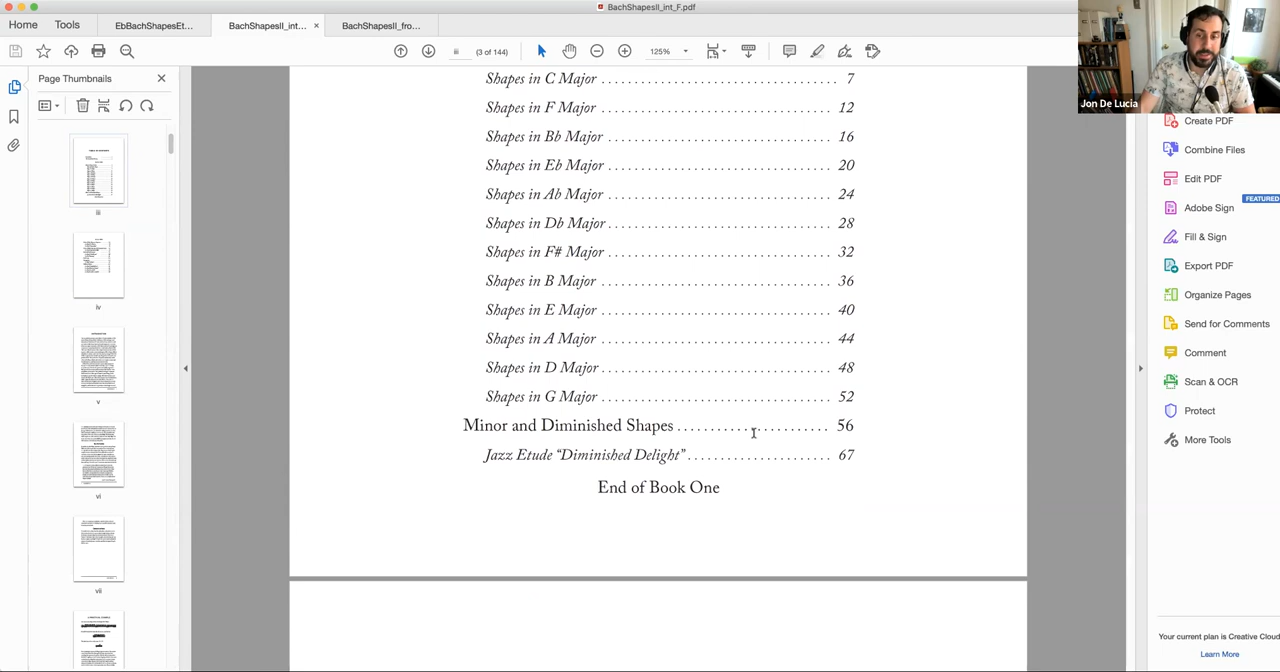 BachShapesII_int_F.pdf
Home
Tools
EbBachShapesEt...
BachShapesII_int...
BachShapesII_fro...
iii
(3 of 144)
125%
Page Thumbnails
iii
iv
v
vi
vii
Shapes in C Major 7
Shapes in F Major 12
Shapes in Bb Major 16
Shapes in Eb Major 20
Shapes in Ab Major 24
Shapes in Db Major 28
Shapes in F# Major 32
Shapes in B Major 36
Shapes in E Major 40
Shapes in A Major 44
Shapes in D Major 48
Shapes in G Major 52
Minor and Diminished Shapes 56
Jazz Etude “Diminished Delight” 67
End of Book One
Jon De Lucia
Create PDF
Combine Files
Edit PDF
FEATURED
Adobe Sign
Fill & Sign
Export PDF
Organize Pages
Send for Comments
Comment
Scan & OCR
Protect
More Tools
Your current plan is Creative Cloud
Learn More